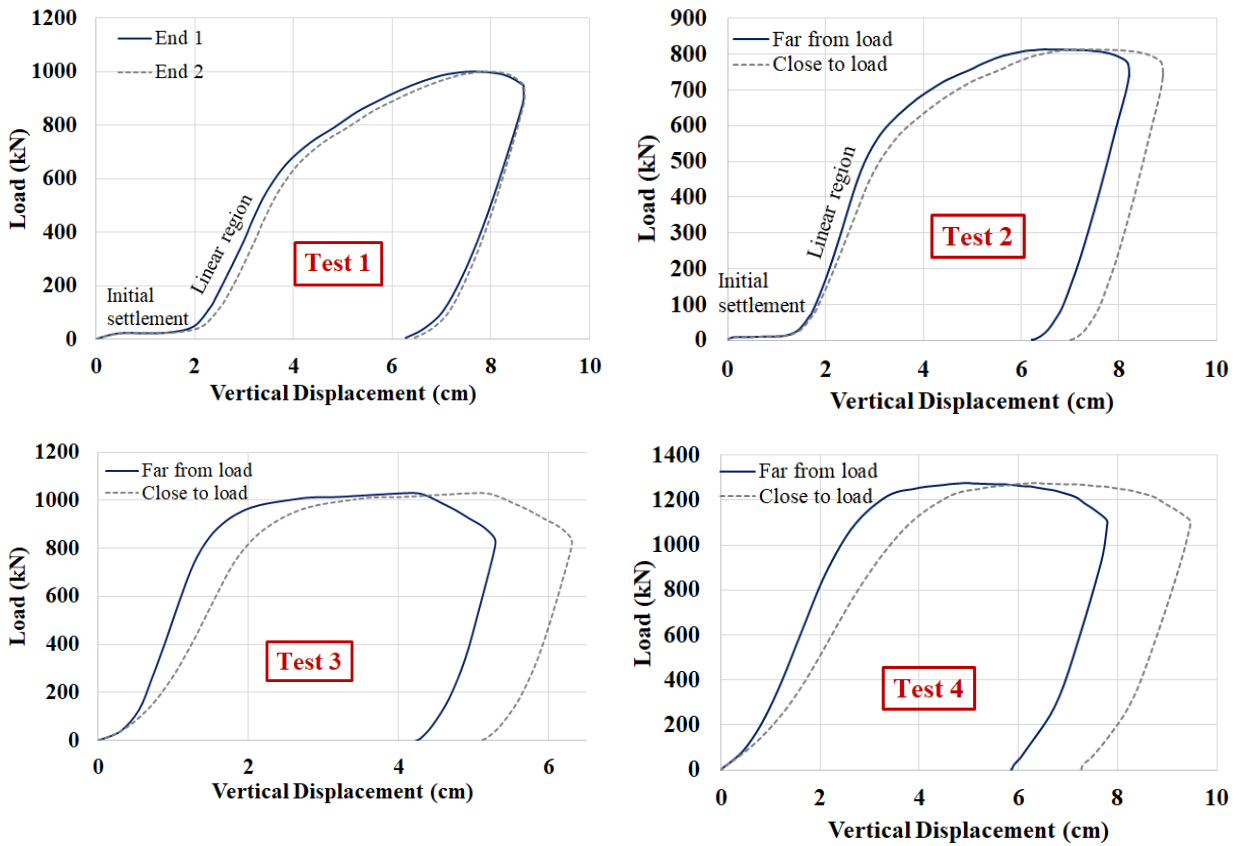 1200
1000
800
600
400
200
0
Load (kN)
End 1
End 2
Linear region
Initial
settlement
Test 1
0 2 4 6 8 10
Vertical Displacement (cm)
900
800
700
600
500
400
300
200
100
0
Load (kN)
Far from load
Close to load
Linear region
Initial
settlement
Test 2
0 2 4 6 8 10
Vertical Displacement (cm)
1200
1000
800
600
400
200
0
Load (kN)
Far from load
Close to load
Test 3
0 2 4 6
Vertical Displacement (cm)
1400
1200
1000
800
600
400
200
0
Load (kN)
Far from load
Close to load
Test 4
0 2 4 6 8 10
Vertical Displacement (cm)